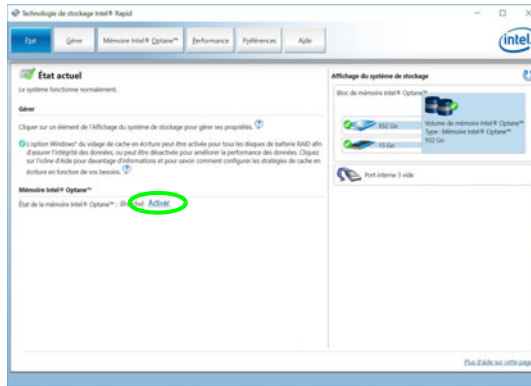 Technologie de stockage Intel® Rapid
État
Gérer
Mémoire Intel® Optane™
Performance
Préférences
Aide
intel
État actuel
Le système fonctionne normalement.
Gérer
Cliquer sur un élément de l'Affichage du système de stockage pour gérer ses propriétés.
L'option Windows* du vidage de cache en écriture peut être activée pour tous les disques de batterie RAID afin
d'assurer l'intégrité des données, ou peut être désactivée pour améliorer la performance des données. Cliquez
sur l'icône d'Aide pour davantage d'informations et pour savoir comment configurer les stratégies de cache en
écriture en fonction de vos besoins.
Mémoire Intel® Optane™
État de la mémoire Intel® Optane™ : désactivé Activer
Affichage du système de stockage
Bloc de mémoire Intel® Optane
932 Go
13 Go
Volume de mémoire Intel® Optane
Type : Mémoire Intel® Optane™
932 Go
Port interne 3 vide
Plus d'aide sur cette page